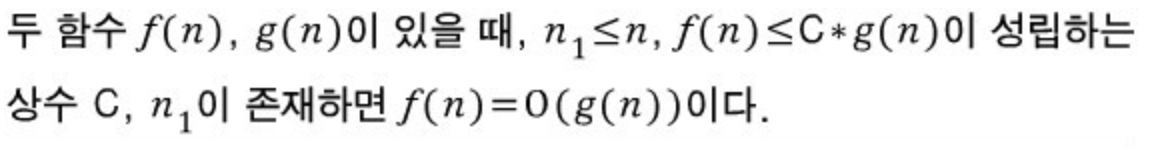 두 함수 f(n), g(n)이 있을 때, n₁≤n, f(n)≤C*g(n)이 성립하는
상수 C, n₁이 존재하면 f(n)=O(g(n))이다.